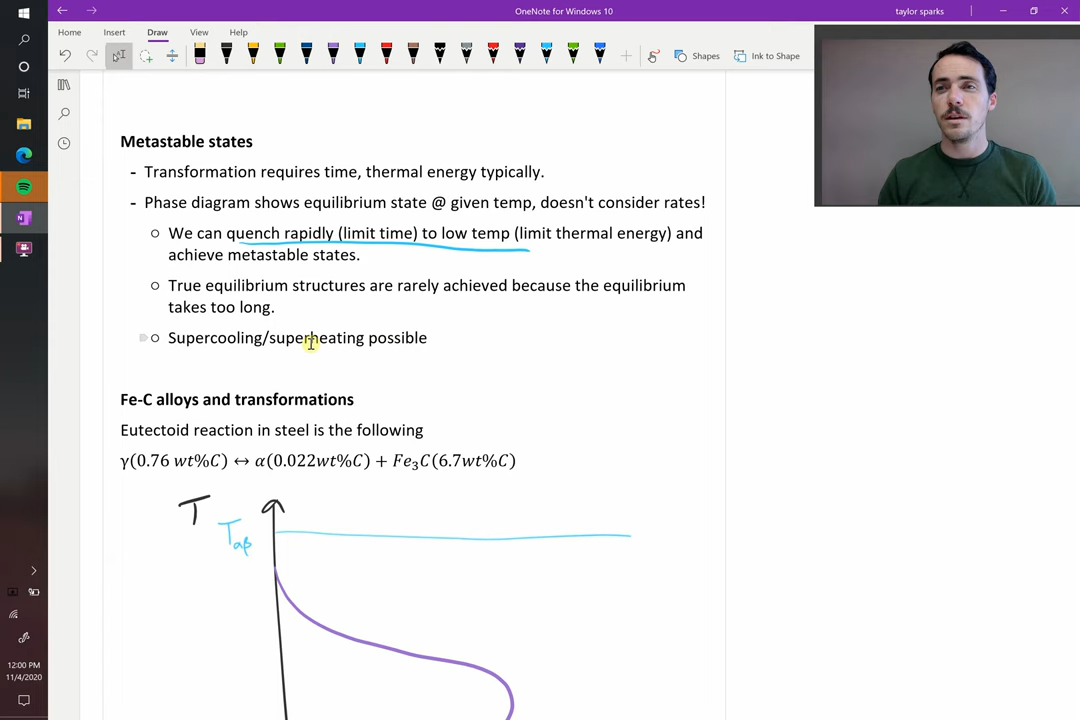 OneNote for Windows 10
taylor sparks
Home Insert Draw View Help
Shapes
Ink to Shape
Metastable states
- Transformation requires time, thermal energy typically.
- Phase diagram shows equilibrium state @ given temp, doesn't consider rates!
○ We can quench rapidly (limit time) to low temp (limit thermal energy) and
achieve metastable states.
○ True equilibrium structures are rarely achieved because the equilibrium
takes too long.
○ Supercooling/superheating possible
Fe-C alloys and transformations
Eutectoid reaction in steel is the following
γ(0.76 wt%C) ↔ α(0.022wt%C) + Fe₃C(6.7wt%C)
T
Tαβ
12:00 PM
11/4/2020